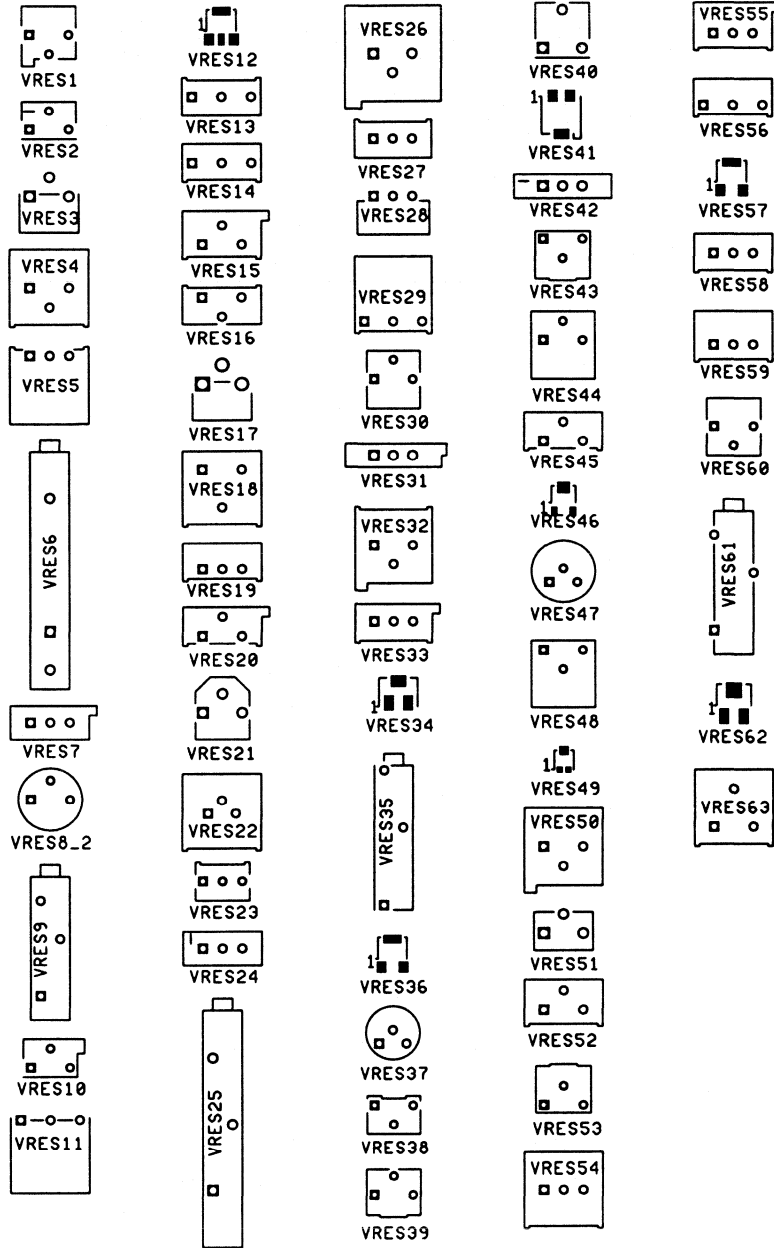 VRES1
VRES2
VRES3
VRES4
VRES5
VRES6
VRES7
VRES8_2
VRES9
VRES10
VRES11
1
VRES12
VRES13
VRES14
VRES15
VRES16
VRES17
VRES18
VRES19
VRES20
VRES21
VRES22
VRES23
VRES24
VRES25
VRES26
VRES27
VRES28
VRES29
VRES30
VRES31
VRES32
VRES33
1
VRES34
VRES35
1
VRES36
VRES37
VRES38
VRES39
VRES40
1
VRES41
VRES42
VRES43
VRES44
VRES45
1
VRES46
VRES47
VRES48
1
VRES49
VRES50
VRES51
VRES52
VRES53
VRES54
VRES55
VRES56
1
VRES57
VRES58
VRES59
VRES60
VRES61
1
VRES62
VRES63